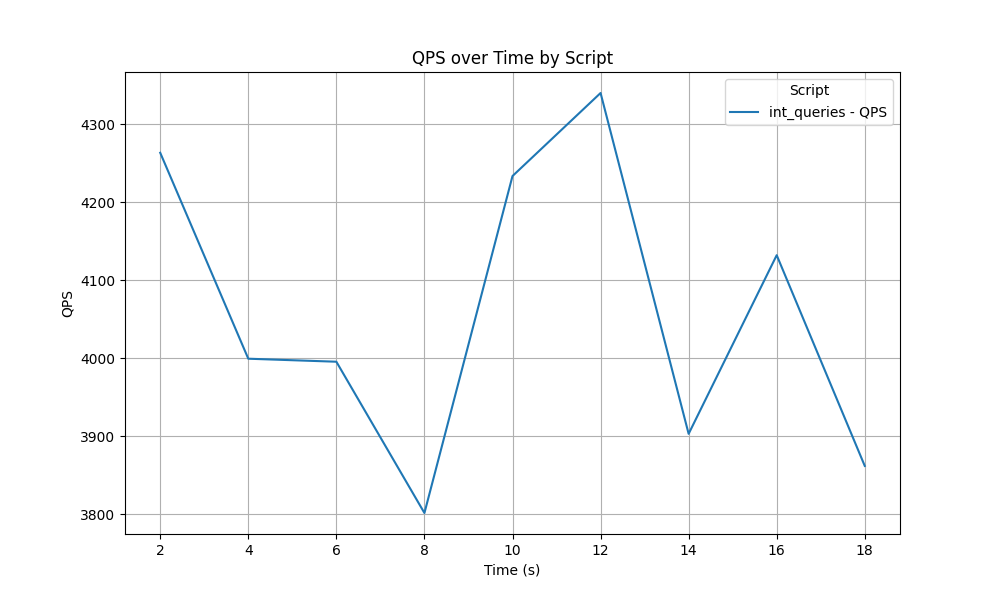 QPS over Time by Script
Script
int_queries - QPS
QPS
4300
4200
4100
4000
3900
3800
2 4 6 8 10 12 14 16 18
Time (s)